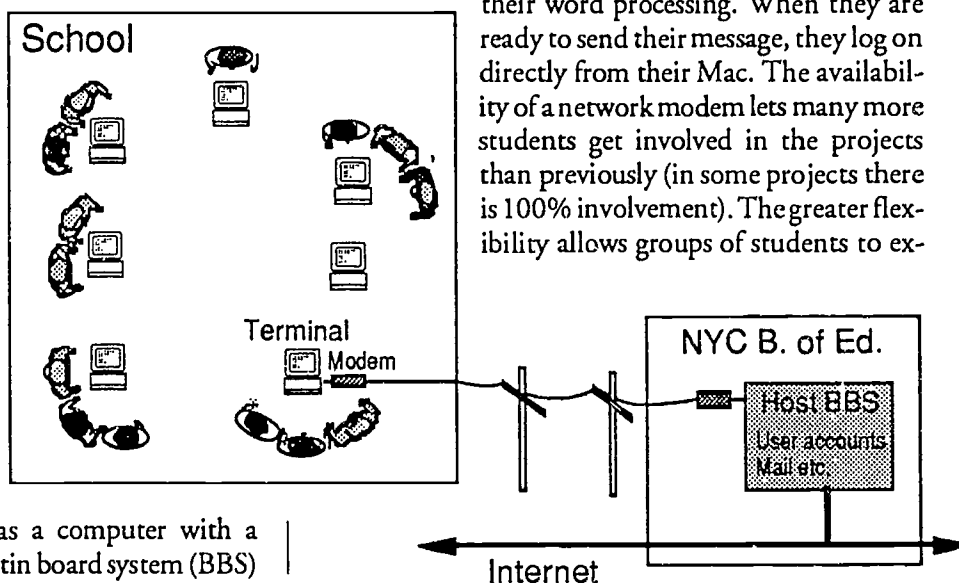 their word processing. When they are
ready to send their message, they log on
directly from their Mac. The availabil-
ity of a network modem lets many more
students get involved in the projects
than previously (in some projects there
is 100% involvement). The greater flex-
ibility allows groups of students to ex-
School
Terminal
Modem
NYC B. of Ed.
Host BBS
User accounts
Mail etc.
Internet
as a computer with a
tin board system (BBS)